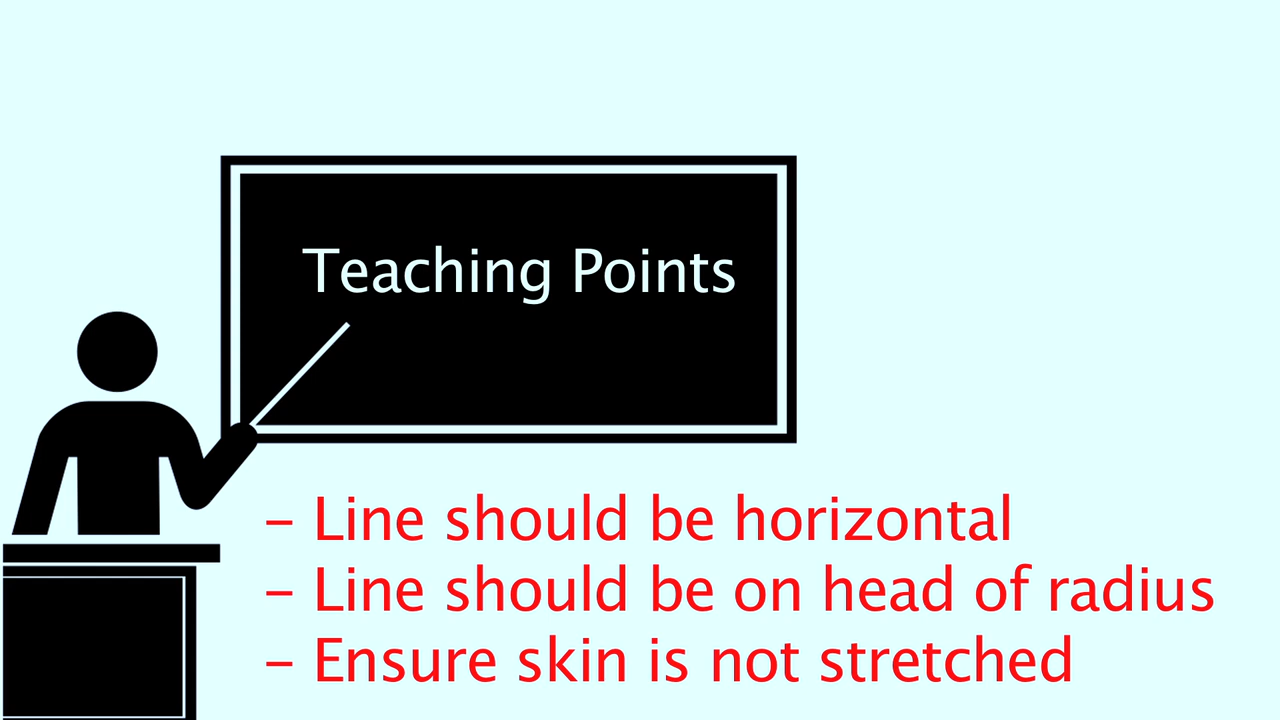 Teaching Points
– Line should be horizontal
– Line should be on head of radius
– Ensure skin is not stretched